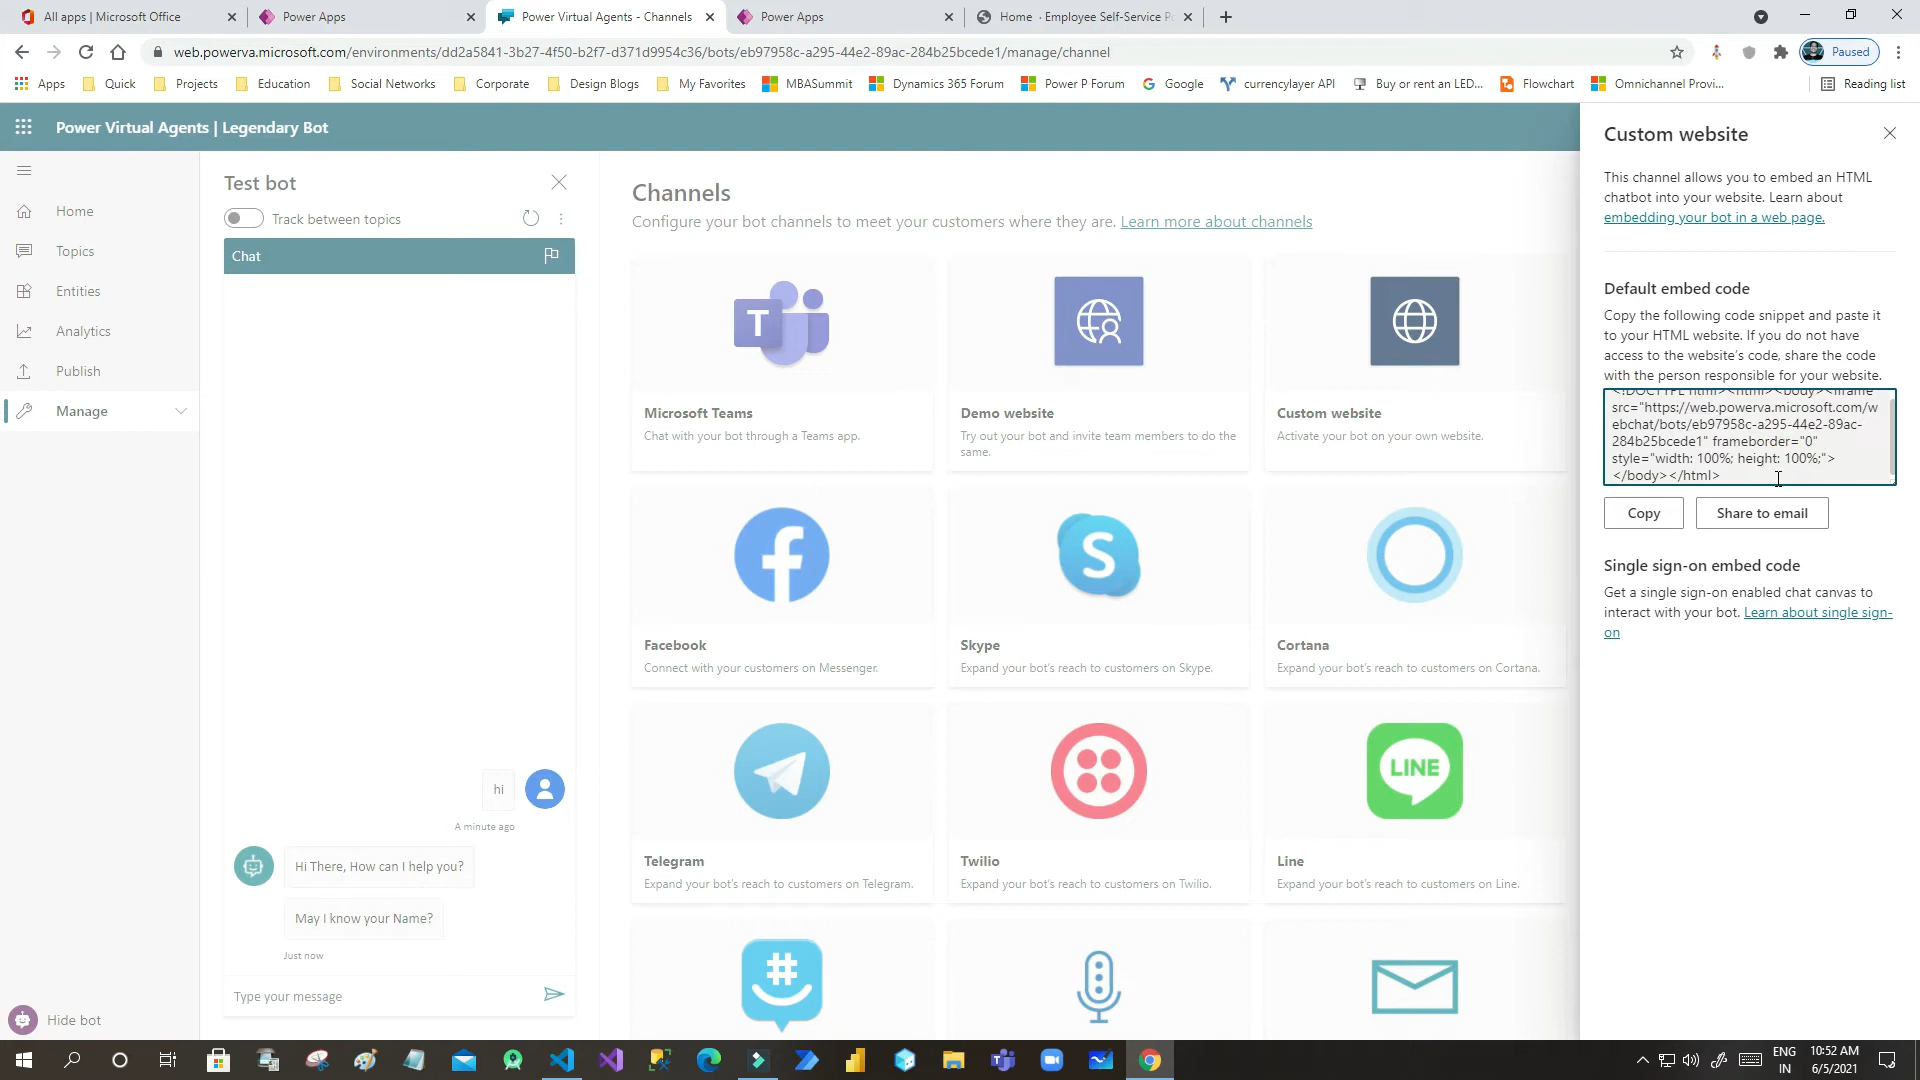 All apps | Microsoft Office
Power Apps
Power Virtual Agents - Channels
Power Apps
Home · Employee Self-Service P
web.powerva.microsoft.com/environments/dd2a5841-3b27-4f50-b2f7-d371d9954c36/bots/eb97958c-a295-44e2-89ac-284b25bcede1/manage/channel
Paused
Apps
Quick
Projects
Education
Social Networks
Corporate
Design Blogs
My Favorites
MBASummit
Dynamics 365 Forum
Power P Forum
Google
currencylayer API
Buy or rent an LED...
Flowchart
Omnichannel Provi...
Reading list
Power Virtual Agents | Legendary Bot
Home
Topics
Entities
Analytics
Publish
Manage
Hide bot
Test bot
Track between topics
Chat
hi
A minute ago
Hi There, How can I help you?
May I know your Name?
Just now
Type your message
Channels
Configure your bot channels to meet your customers where they are. Learn more about channels
T
Microsoft Teams
Chat with your bot through a Teams app.
Demo website
Try out your bot and invite team members to do the
same.
Custom website
Activate your bot on your own website.
Facebook
Connect with your customers on Messenger.
Skype
Expand your bot's reach to customers on Skype.
Cortana
Expand your bot's reach to customers on Cortana.
Telegram
Expand your bot's reach to customers on Telegram.
Twilio
Expand your bot's reach to customers on Twilio.
LINE
Line
Expand your bot's reach to customers on Line.
Custom website
This channel allows you to embed an HTML
chatbot into your website. Learn about
embedding your bot in a web page.
Default embed code
Copy the following code snippet and paste it
to your HTML website. If you do not have
access to the website's code, share the code
with the person responsible for your website.
<!DOCTYPE html><html><body><iframe
src="https://web.powerva.microsoft.com/w
ebchat/bots/eb97958c-a295-44e2-89ac-
284b25bcede1" frameborder="0"
style="width: 100%; height: 100%;">
</body></html>
Copy
Share to email
Single sign-on embed code
Get a single sign-on enabled chat canvas to
interact with your bot. Learn about single sign-
on
ENG
IN
10:52 AM
6/5/2021